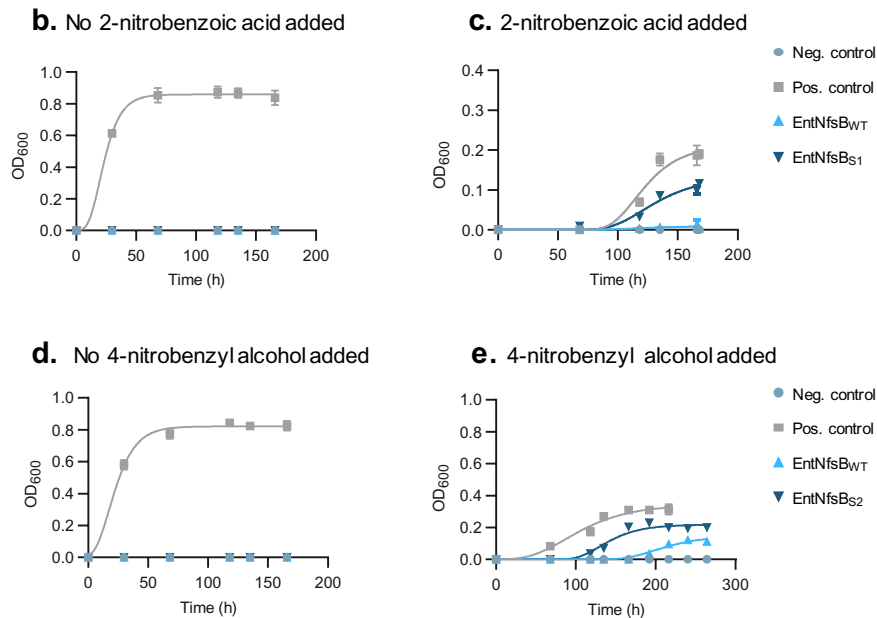 b. No 2-nitrobenzoic acid added
1.0
0.8
0.6
0.4
0.2
0.0
OD600
0 50 100 150 200
Time (h)
c. 2-nitrobenzoic acid added
0.4
0.3
0.2
0.1
0.0
OD600
0 50 100 150 200
Time (h)
Neg. control
Pos. control
EntNfsBWT
EntNfsBS1
d. No 4-nitrobenzyl alcohol added
1.0
0.8
0.6
0.4
0.2
0.0
OD600
0 50 100 150 200
Time (h)
e. 4-nitrobenzyl alcohol added
1.0
0.8
0.6
0.4
0.2
0.0
OD600
0 100 200 300
Time (h)
Neg. control
Pos. control
EntNfsBWT
EntNfsBS2